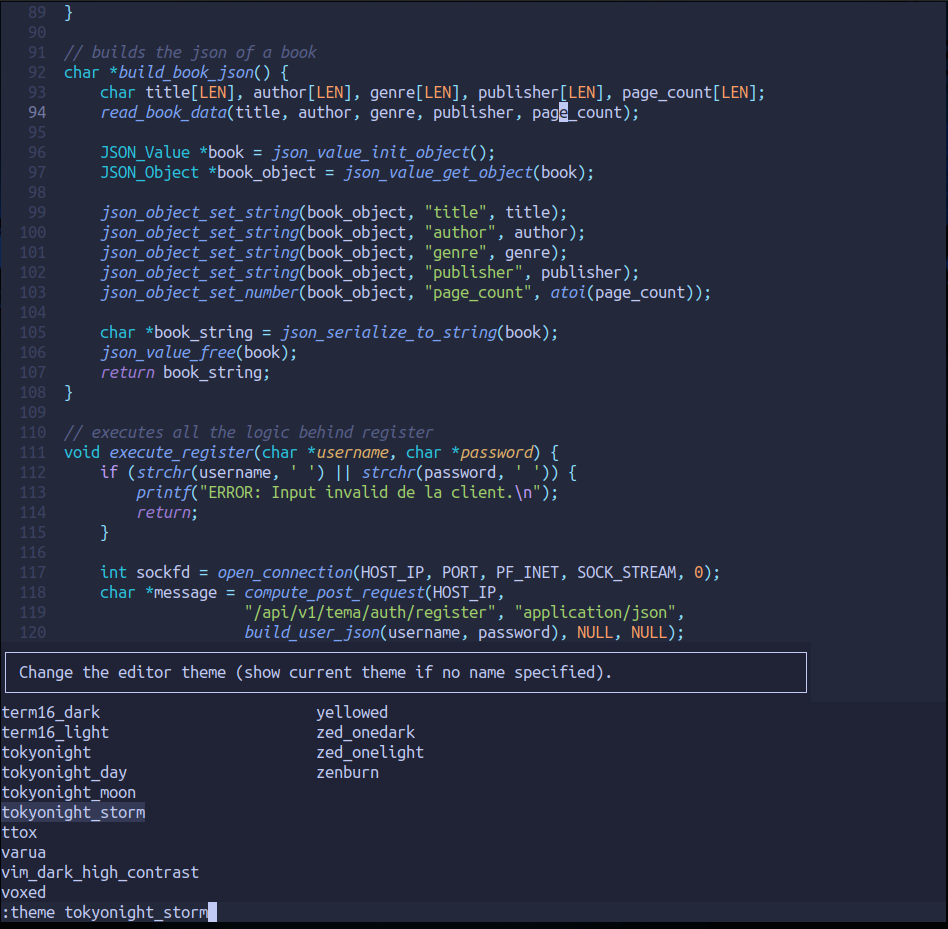 89 }
90
91 // builds the json of a book
92 char *build_book_json() {
93     char title[LEN], author[LEN], genre[LEN], publisher[LEN], page_count[LEN];
94     read_book_data(title, author, genre, publisher, page_count);
95
96     JSON_Value *book = json_value_init_object();
97     JSON_Object *book_object = json_value_get_object(book);
98
99     json_object_set_string(book_object, "title", title);
100     json_object_set_string(book_object, "author", author);
101     json_object_set_string(book_object, "genre", genre);
102     json_object_set_string(book_object, "publisher", publisher);
103     json_object_set_number(book_object, "page_count", atoi(page_count));
104
105     char *book_string = json_serialize_to_string(book);
106     json_value_free(book);
107     return book_string;
108 }
109
110 // executes all the logic behind register
111 void execute_register(char *username, char *password) {
112     if (strchr(username, ' ') || strchr(password, ' ')) {
113         printf("ERROR: Input invalid de la client.\n");
114         return;
115     }
116
117     int sockfd = open_connection(HOST_IP, PORT, PF_INET, SOCK_STREAM, 0);
118     char *message = compute_post_request(HOST_IP,
119                     "/api/v1/tema/auth/register", "application/json",
120                     build_user_json(username, password), NULL, NULL);
Change the editor theme (show current theme if no name specified).
term16_dark yellowed
term16_light zed_onedark
tokyonight zed_onelight
tokyonight_day zenburn
tokyonight_moon
tokyonight_storm
ttox
varua
vim_dark_high_contrast
voxed
:theme tokyonight_storm